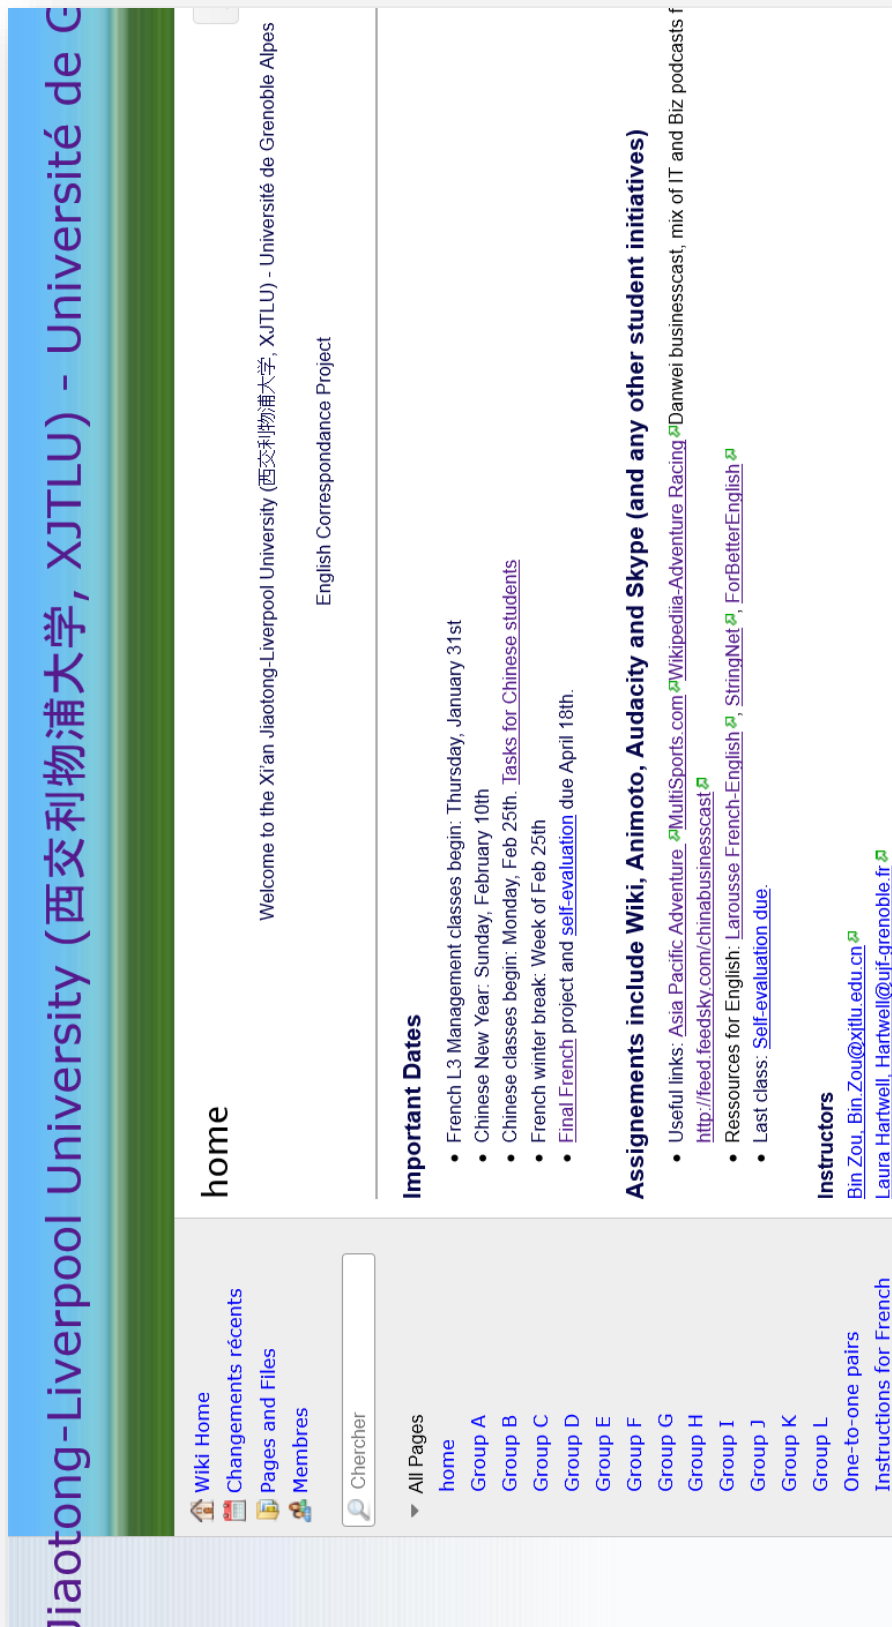 Jiaotong-Liverpool University (西交利物浦大学, XJTLU) - Université de G
Wiki Home
Changements récents
Pages and Files
Membres
Chercher
All Pages
home
Group A
Group B
Group C
Group D
Group E
Group F
Group G
Group H
Group I
Group J
Group K
Group L
One-to-one pairs
Instructions for French
home
Welcome to the Xi'an Jiaotong-Liverpool University (西交利物浦大学, XJTLU) - Université de Grenoble Alpes
English Correspondance Project
Important Dates
• French L3 Management classes begin: Thursday, January 31st
• Chinese New Year: Sunday, February 10th
• Chinese classes begin: Monday, Feb 25th. Tasks for Chinese students
• French winter break: Week of Feb 25th
• Final French project and self-evaluation due April 18th.
Assignements include Wiki, Animoto, Audacity and Skype (and any other student initiatives)
• Useful links: Asia Pacific Adventure MultiSports.com Wikipediia-Adventure Racing Danwei businesscast, mix of IT and Biz podcasts f
http://feed.feedsky.com/chinabusinesscast
• Ressources for English: Larousse French-English, StringNet, ForBetterEnglish
• Last class: Self-evaluation due.
Instructors
Bin Zou, Bin.Zou@xjtlu.edu.cn
Laura Hartwell, Hartwell@ujf-grenoble.fr